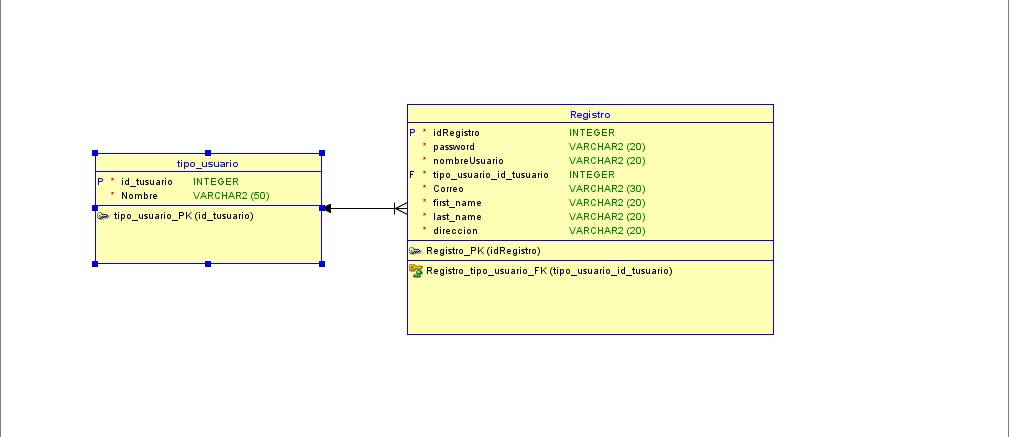 tipo_usuario
P * id_tusuario INTEGER
* Nombre VARCHAR2 (50)
tipo_usuario_PK (id_tusuario)
Registro
P * idRegistro INTEGER
* password VARCHAR2 (20)
* nombreUsuario VARCHAR2 (20)
F * tipo_usuario_id_tusuario INTEGER
* Correo VARCHAR2 (30)
* first_name VARCHAR2 (20)
* last_name VARCHAR2 (20)
* direccion VARCHAR2 (20)
Registro_PK (idRegistro)
Registro_tipo_usuario_FK (tipo_usuario_id_tusuario)